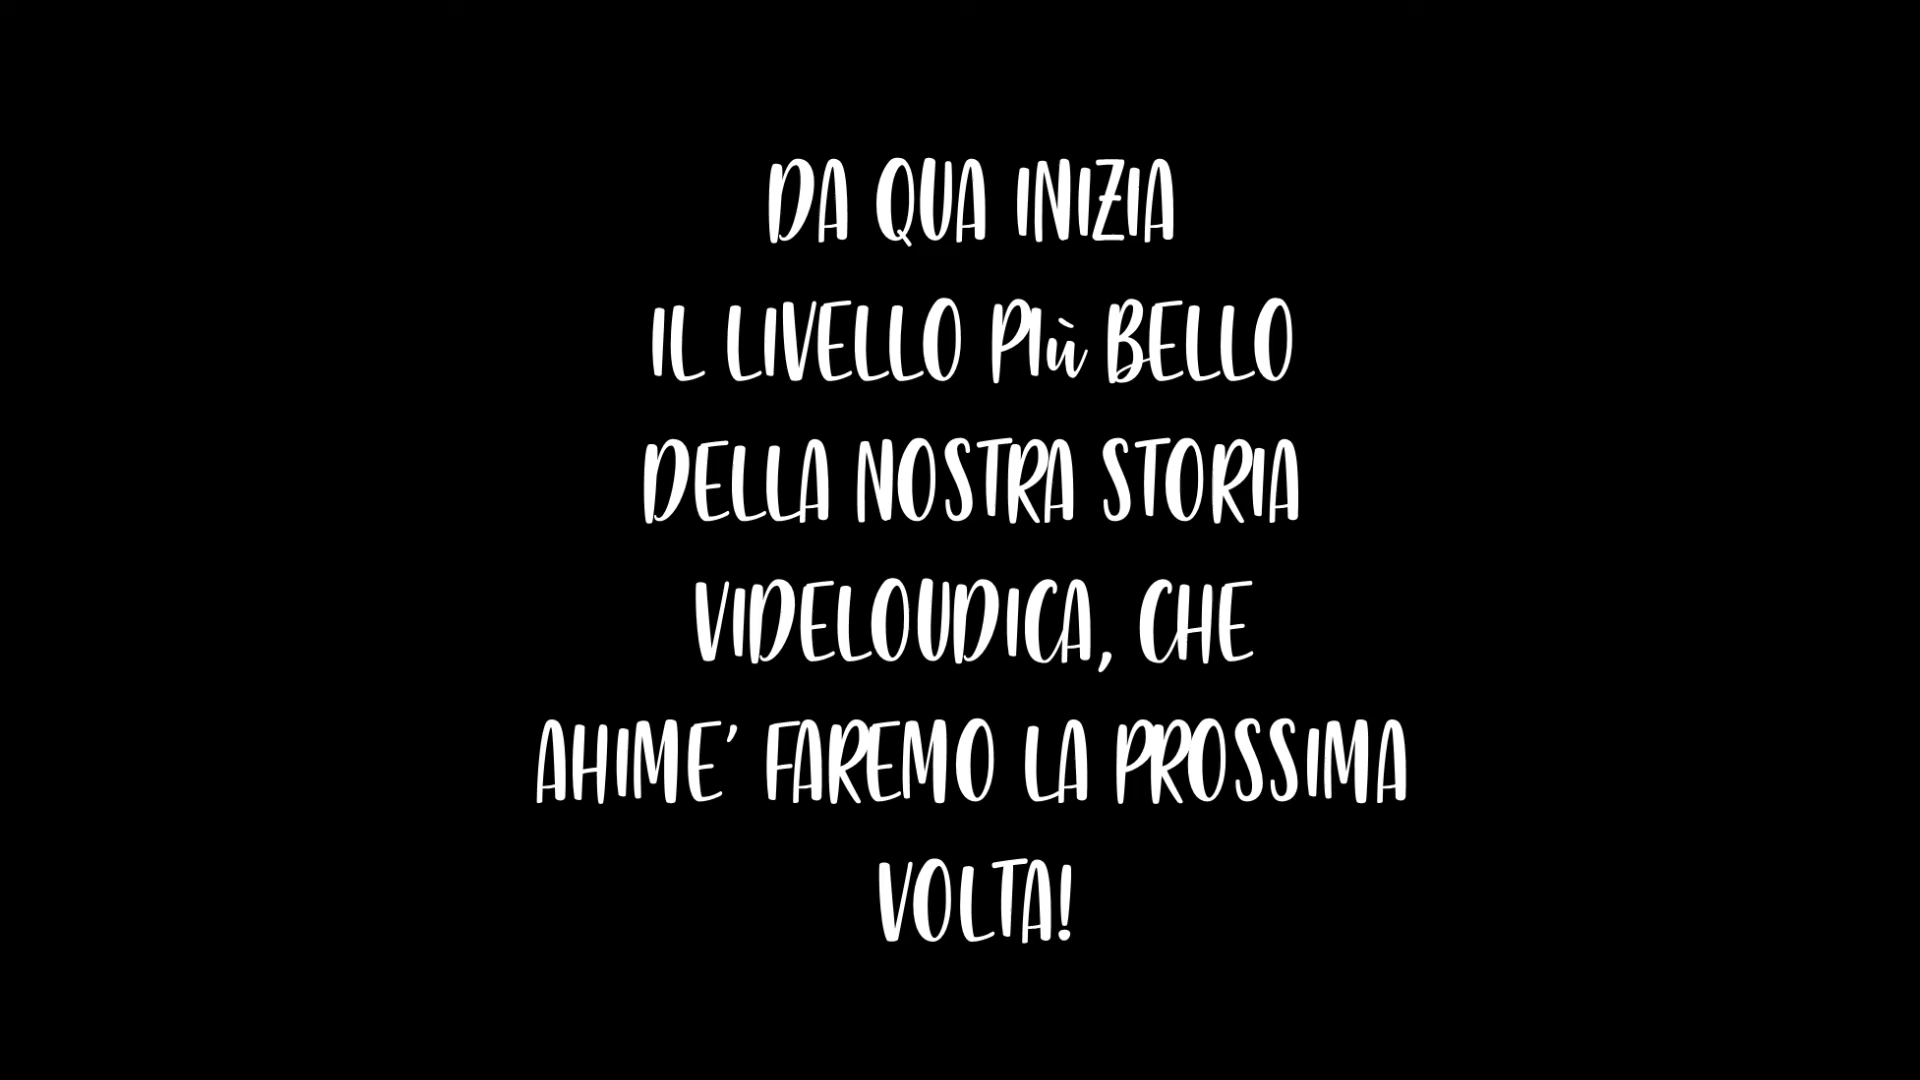 DA QUA INIZIA
IL LIVELLO PIù BELLO
DELLA NOSTRA STORIA
VIDELOUDICA, CHE
AHIME' FAREMO LA PROSSIMA
VOLTA!